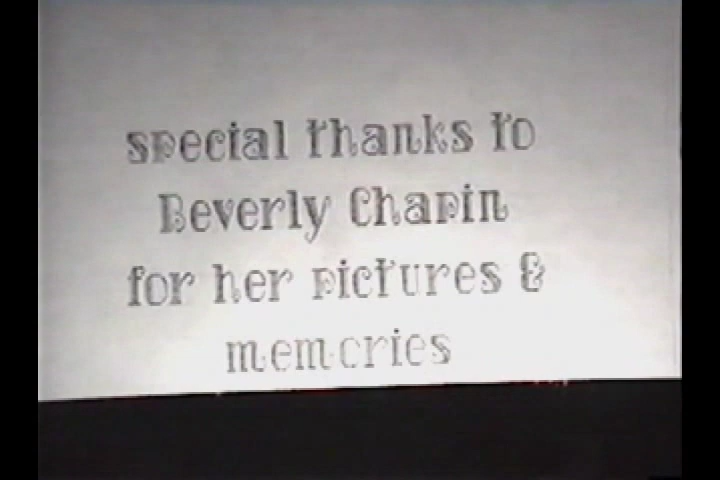 special thanks to
Beverly Chapin
for her pictures &
memories